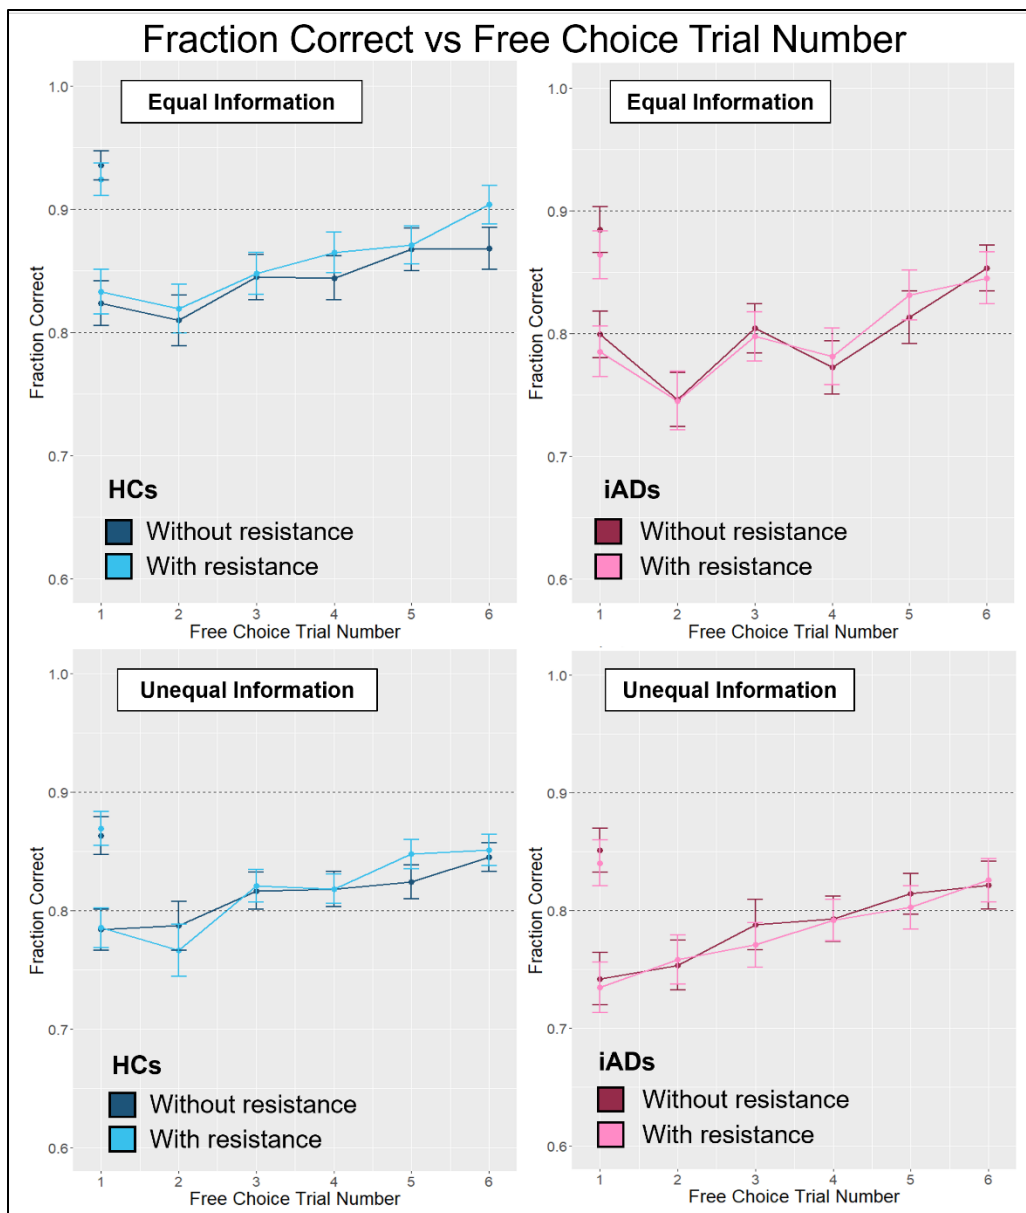 Fraction Correct vs Free Choice Trial Number
Equal Information
1.0
0.9
0.8
0.7
0.6
Fraction Correct
HCs
Without resistance
With resistance
1 2 3 4 5 6
Free Choice Trial Number
Equal Information
1.0
0.9
0.8
0.7
0.6
Fraction Correct
iADs
Without resistance
With resistance
1 2 3 4 5 6
Free Choice Trial Number
Unequal Information
1.0
0.9
0.8
0.7
0.6
Fraction Correct
HCs
Without resistance
With resistance
1 2 3 4 5 6
Free Choice Trial Number
Unequal Information
1.0
0.9
0.8
0.7
0.6
Fraction Correct
iADs
Without resistance
With resistance
1 2 3 4 5 6
Free Choice Trial Number